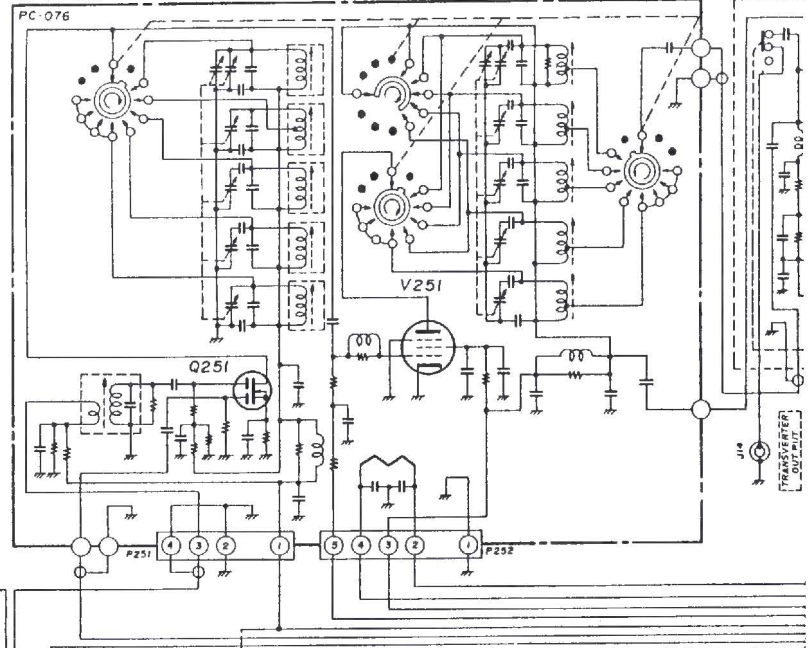 PC-076
V251
Q251
J14
TRANSVERTER
OUTPUT
P251
4
3
2
1
5
4
3
2
1
P252